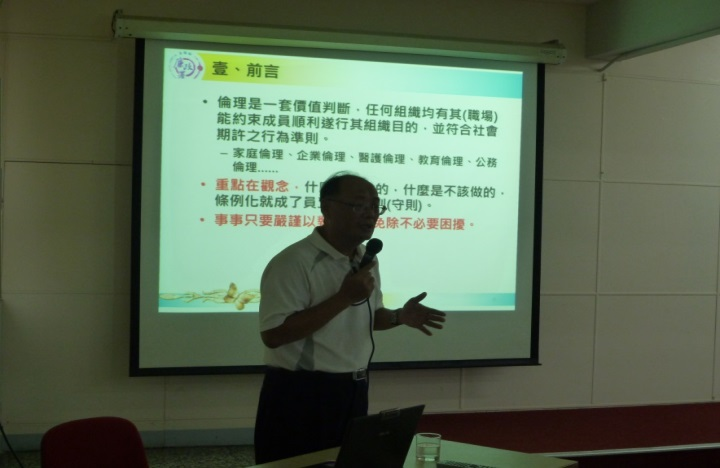 壹、前言
• 倫理是一套價值判斷，任何組織均有其(職場)
能約束成員順利遂行其組織目的，並符合社會
期許之行為準則。
– 家庭倫理、企業倫理、醫護倫理、教育倫理、公務
倫理……
• 重點在觀念，什 的，什麼是不該做的，
條例化就成了員 則(守則)。
• 事事只要嚴謹以 免除不必要困擾。